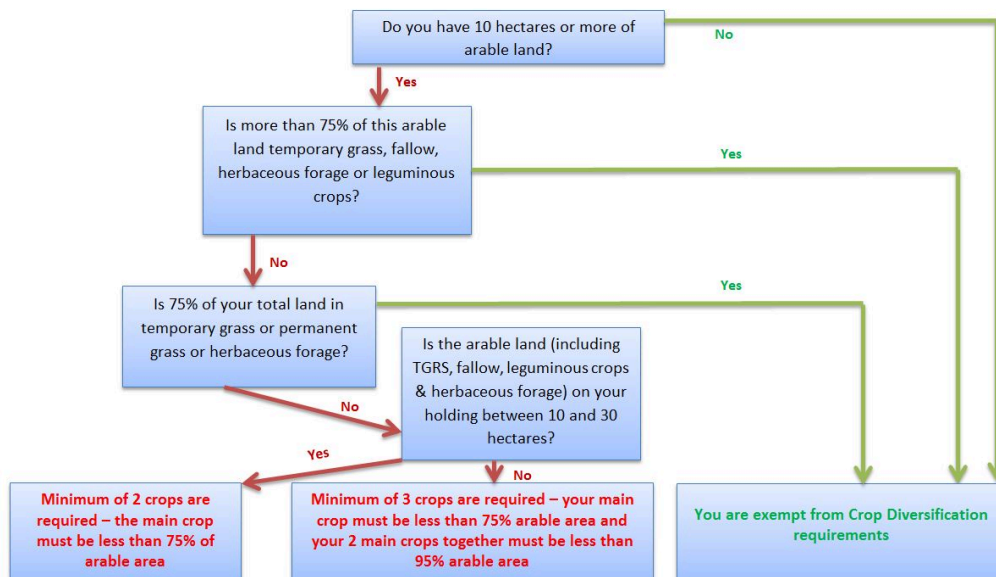 Do you have 10 hectares or more of
arable land?
No
Yes
Is more than 75% of this arable
land temporary grass, fallow,
herbaceous forage or leguminous
crops?
Yes
No
Is 75% of your total land in
temporary grass or permanent
grass or herbaceous forage?
Yes
Is the arable land (including
TGRS, fallow, leguminous crops
& herbaceous forage) on your
holding between 10 and 30
hectares?
No
Yes
No
Minimum of 2 crops are
required – the main crop
must be less than 75% of
arable area
Minimum of 3 crops are required – your main
crop must be less than 75% arable area and
your 2 main crops together must be less than
95% arable area
You are exempt from Crop Diversification
requirements